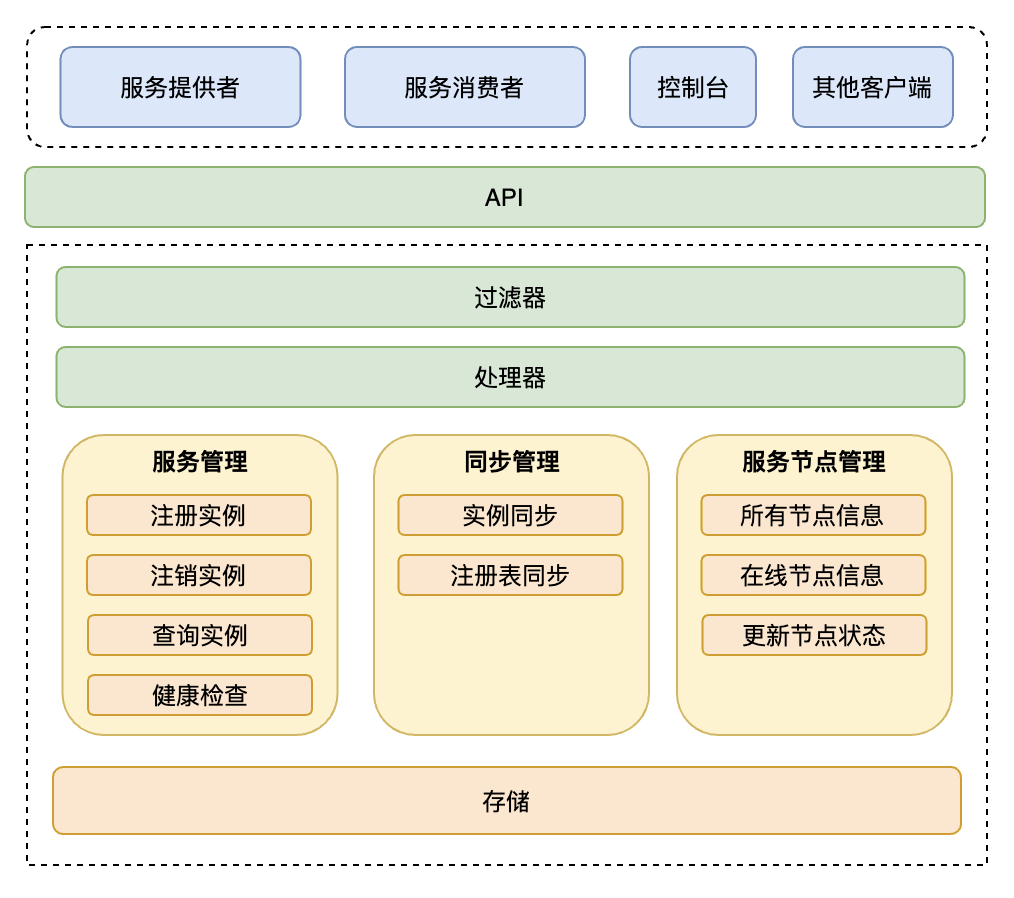 服务提供者
服务消费者
控制台
其他客户端
API
过滤器
处理器
服务管理
注册实例
注销实例
查询实例
健康检查
同步管理
实例同步
注册表同步
服务节点管理
所有节点信息
在线节点信息
更新节点状态
存储